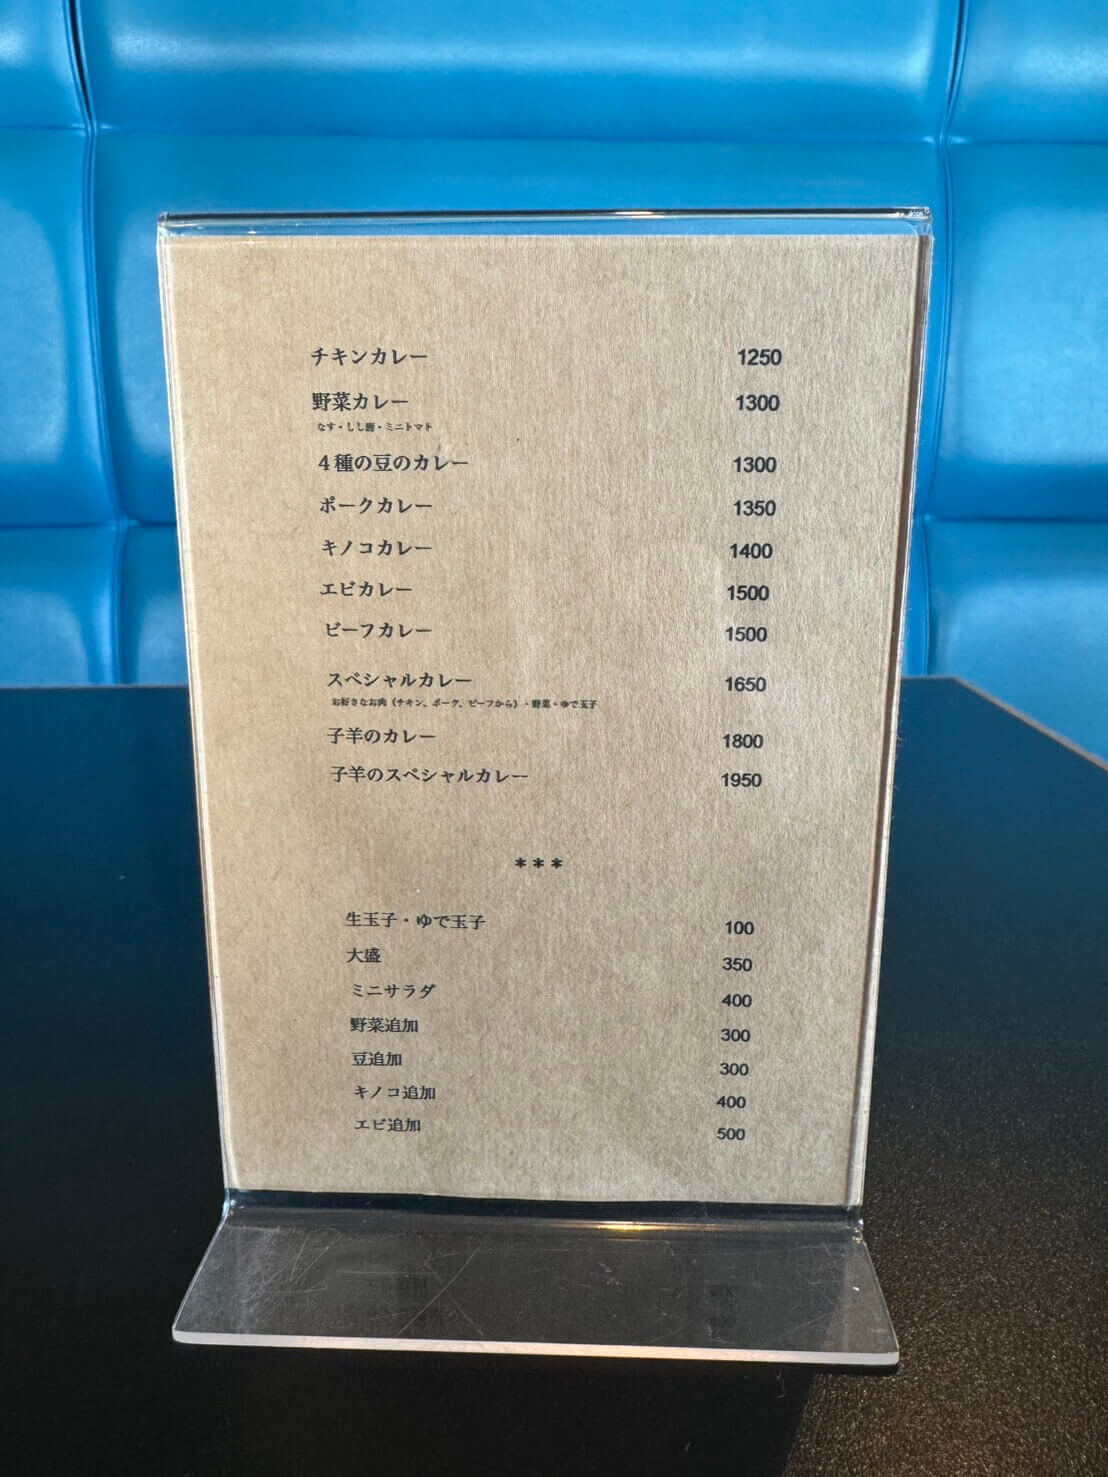 チキンカレー 1250
野菜カレー 1300
なす・しし唐・ミニトマト
４種の豆のカレー 1300
ポークカレー 1350
キノコカレー 1400
エビカレー 1500
ビーフカレー 1500
スペシャルカレー 1650
お好きなお肉（チキン、ポーク、ビーフから）・野菜・ゆで玉子
子羊のカレー 1800
子羊のスペシャルカレー 1950
***
生玉子・ゆで玉子 100
大盛 350
ミニサラダ 400
野菜追加 300
豆追加 300
キノコ追加 400
エビ追加 500